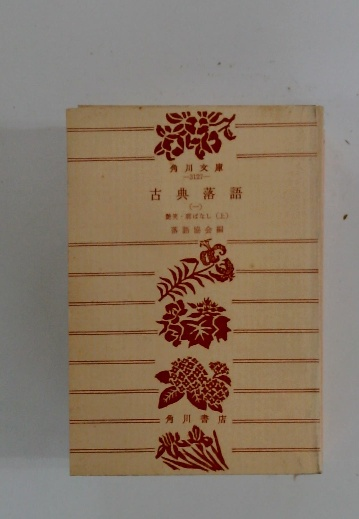 角川文庫
古典落語
(一)
艶笑・廓ばなし(上)
落語協会編
角川書店